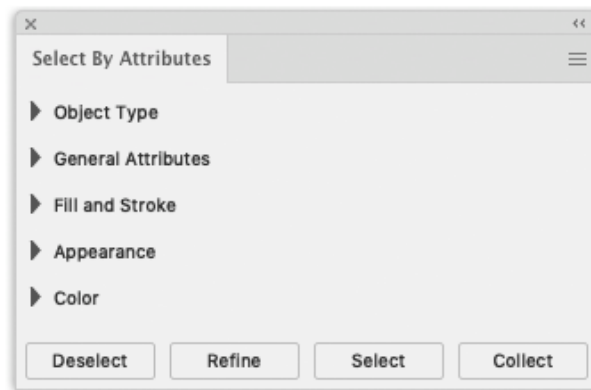 Select By Attributes
Object Type
General Attributes
Fill and Stroke
Appearance
Color
Deselect Refine Select Collect